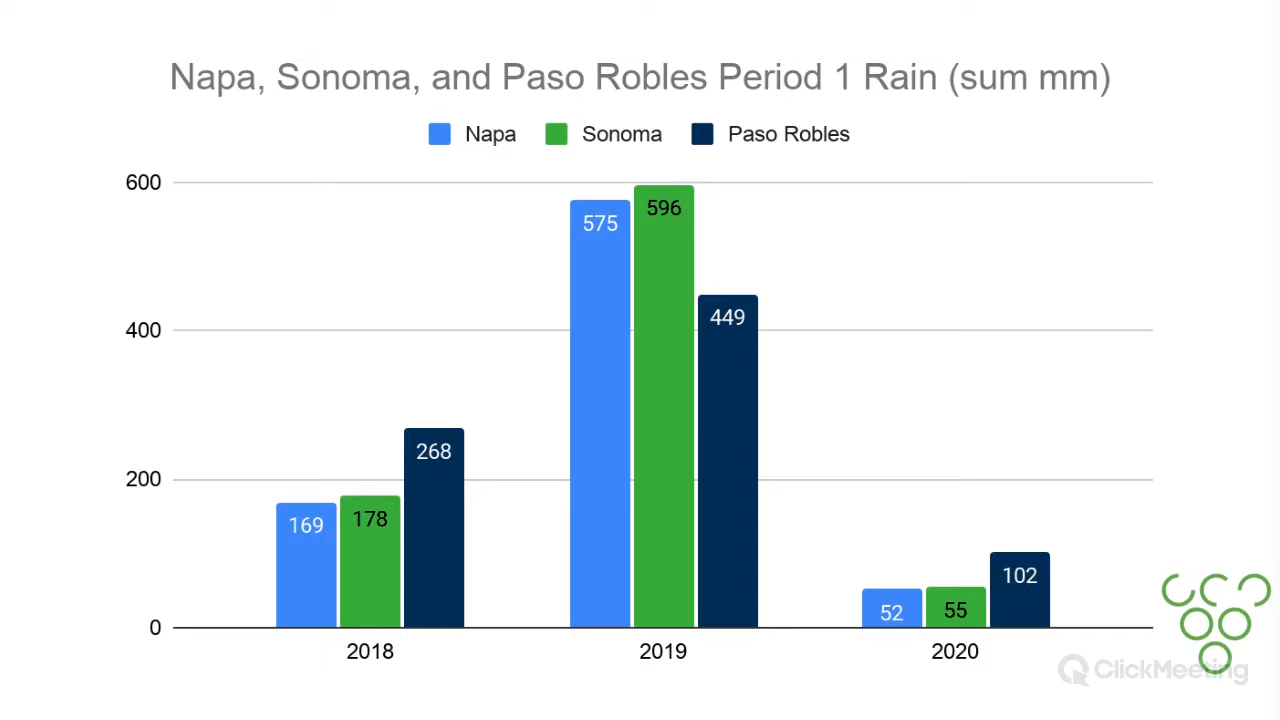 Napa, Sonoma, and Paso Robles Period 1 Rain (sum mm)
Napa Sonoma Paso Robles
600
596
575
400
449
268
200
169 178
102
52 55
0
2018 2019 2020
ClickMeeting